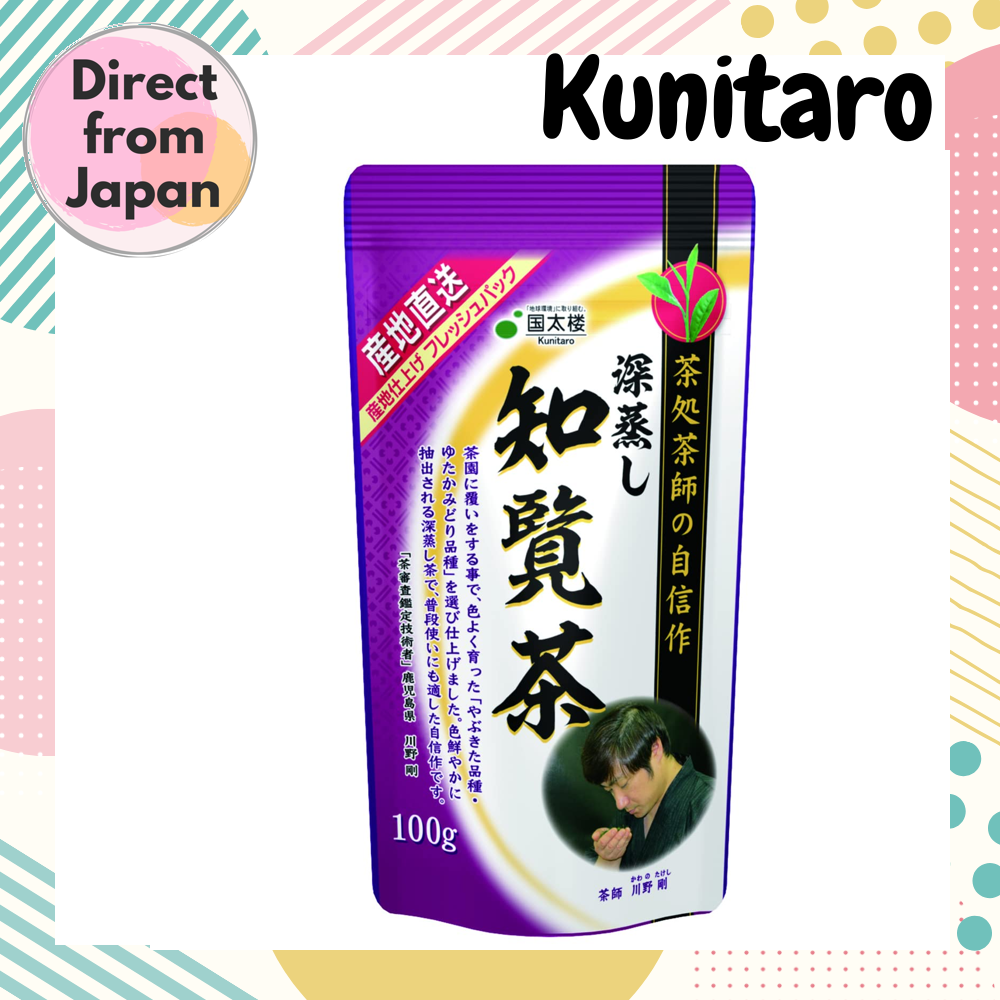 Direct
from
Japan
Kunitaro
産地直送
産地仕上げ フレッシュパック
「地球環境」に取り組む。
国太楼
Kunitaro
茶処茶師の自信作
深蒸し
知覧茶
茶園に覆いをする事で、色よく育った「やぶきた品種・
ゆたかみどり品種」を選び仕上げました。色鮮やかに
抽出される深蒸し茶で、普段使いにも適した自信作です。
「茶審査鑑定技術者」鹿児島県 川野 剛
100g
かわ の たけし
茶師 川野 剛